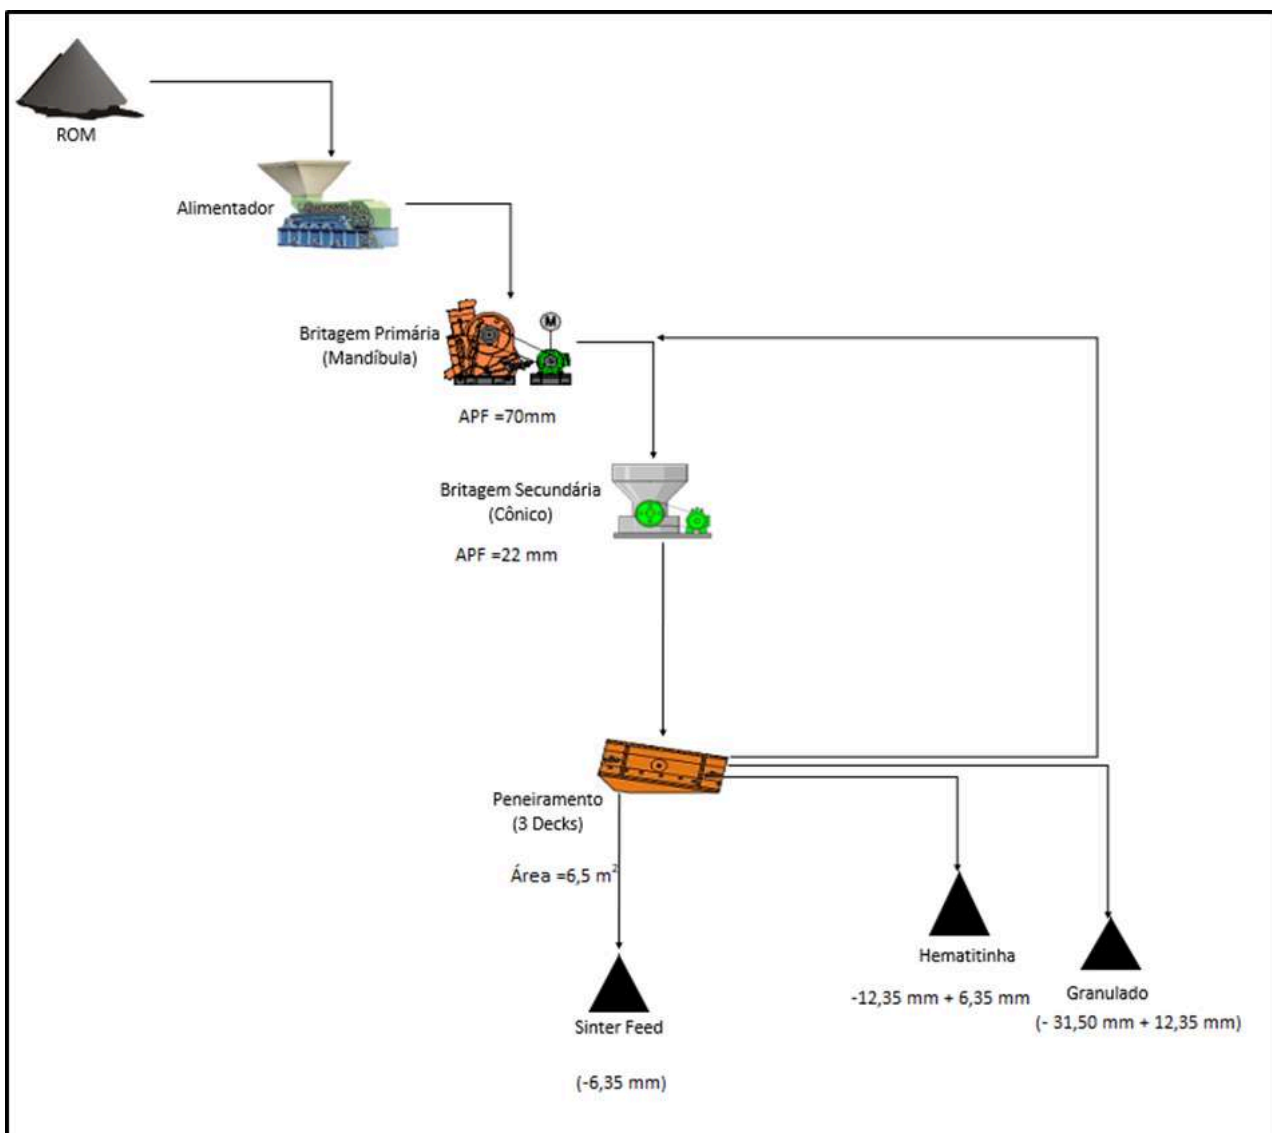 ROM
Alimentador
Britagem Primária
(Mandíbula)
M
APF =70mm
Britagem Secundária
(Cônico)
APF =22 mm
Peneiramento
(3 Decks)
Área =6,5 m²
Hematitinha
-12,35 mm + 6,35 mm
Granulado
(- 31,50 mm + 12,35 mm)
Sinter Feed
(-6,35 mm)